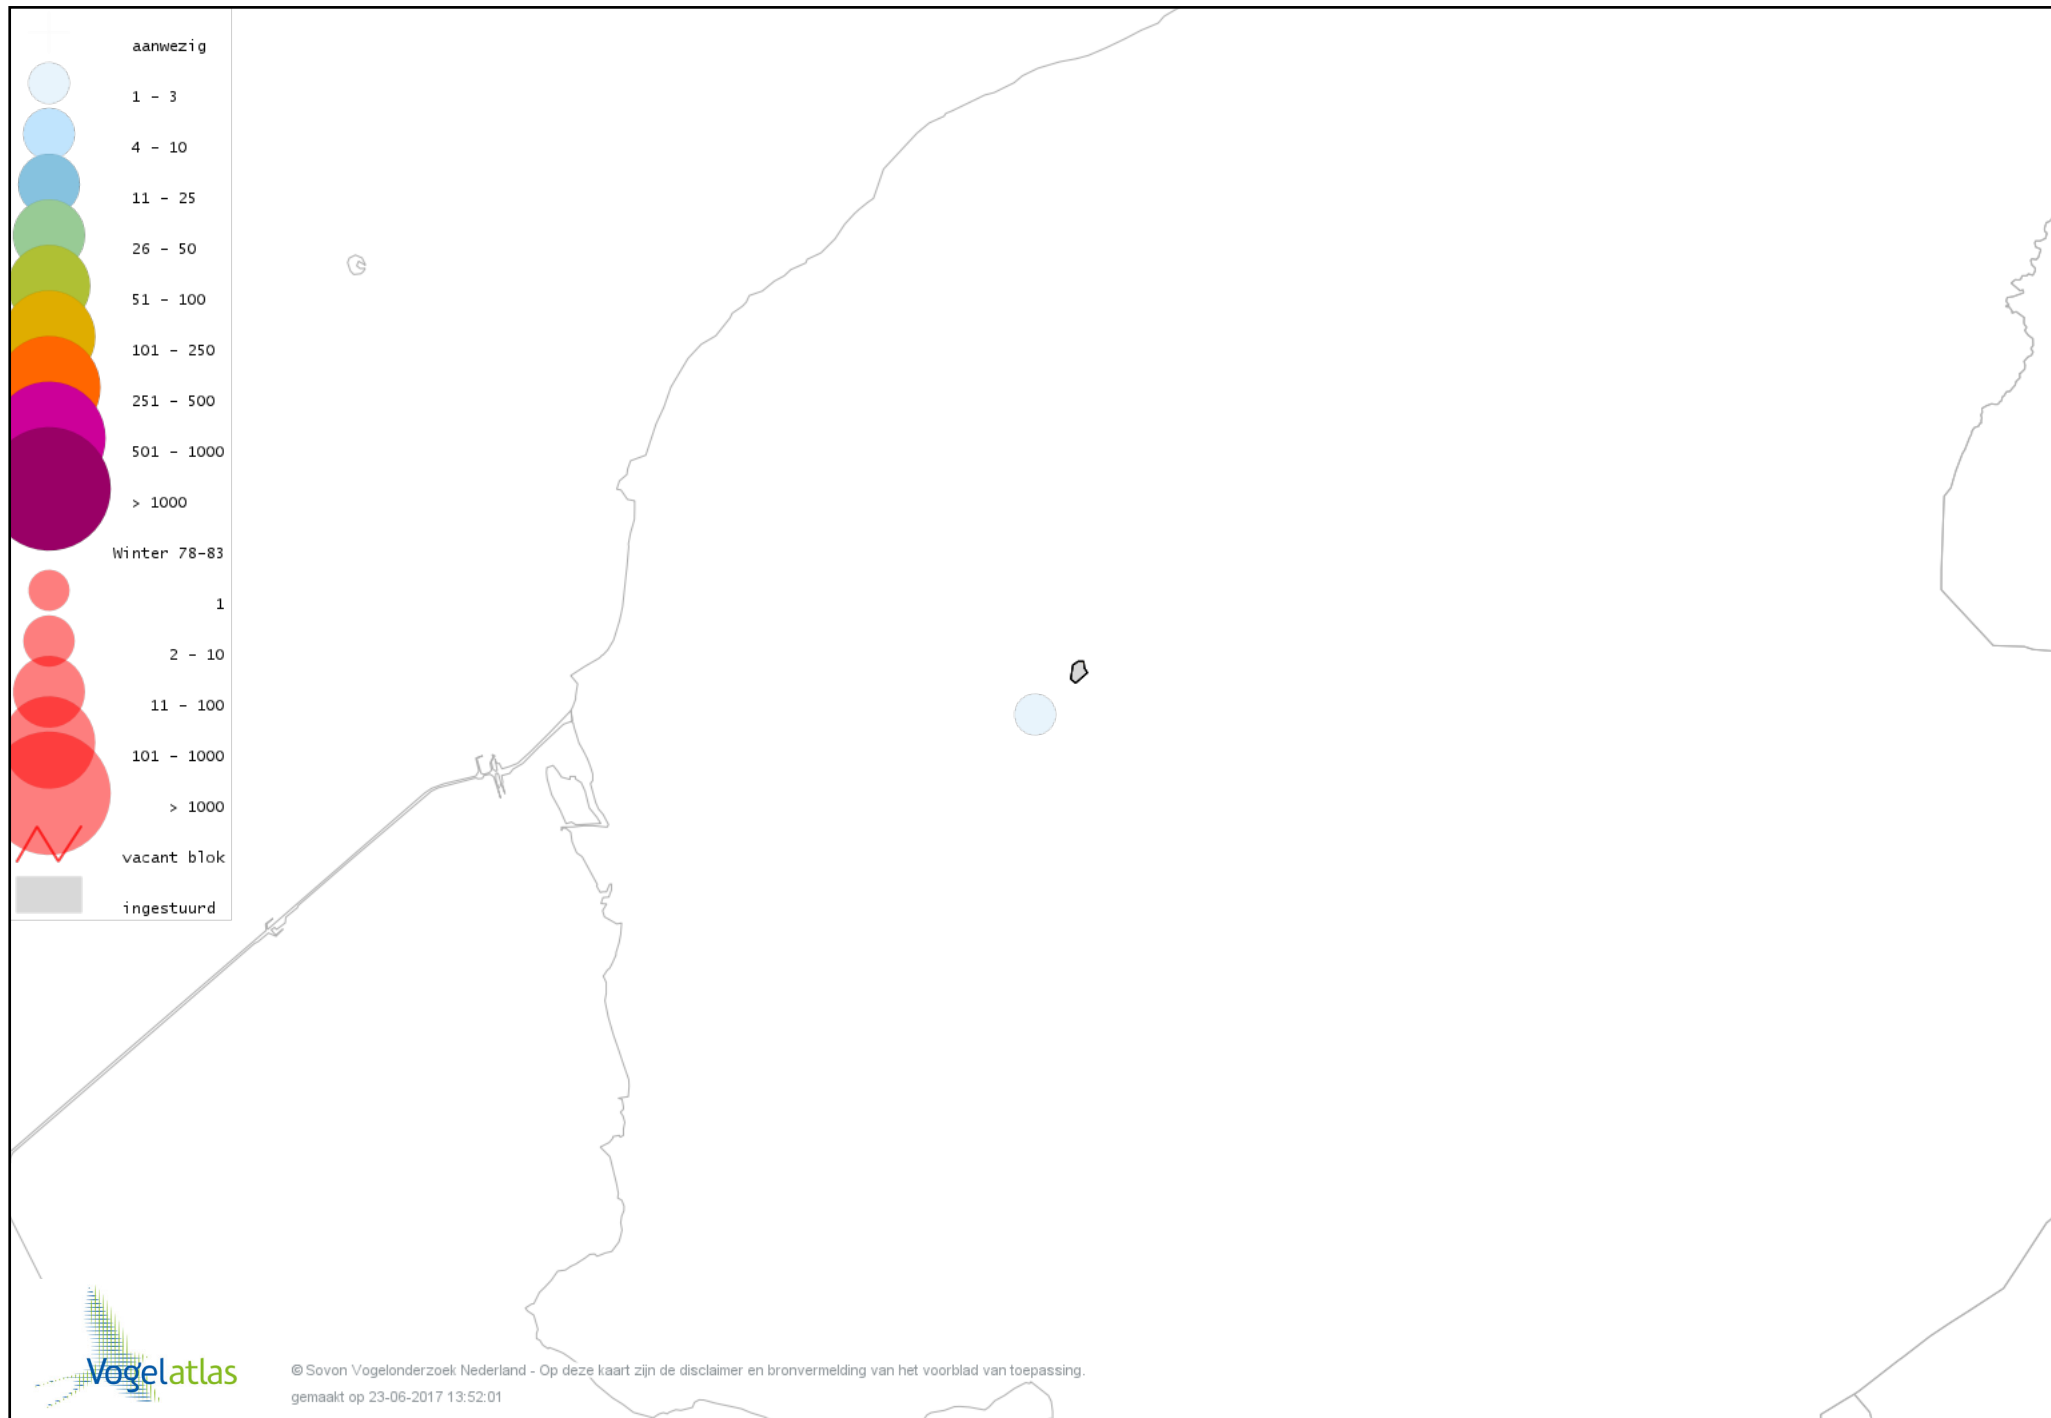 aanwezig
1 - 3
4 - 10
11 - 25
26 - 50
51 - 100
101 - 250
251 - 500
501 - 1000
> 1000
Winter 78-83
1
2 - 10
11 - 100
101 - 1000
> 1000
vacant blok
ingestuurd
Vogelatlas
© Sovon Vogelonderzoek Nederland - Op deze kaart zijn de disclaimer en bronvermelding van het voorblad van toepassing.
gemaakt op 23-06-2017 13:52:01